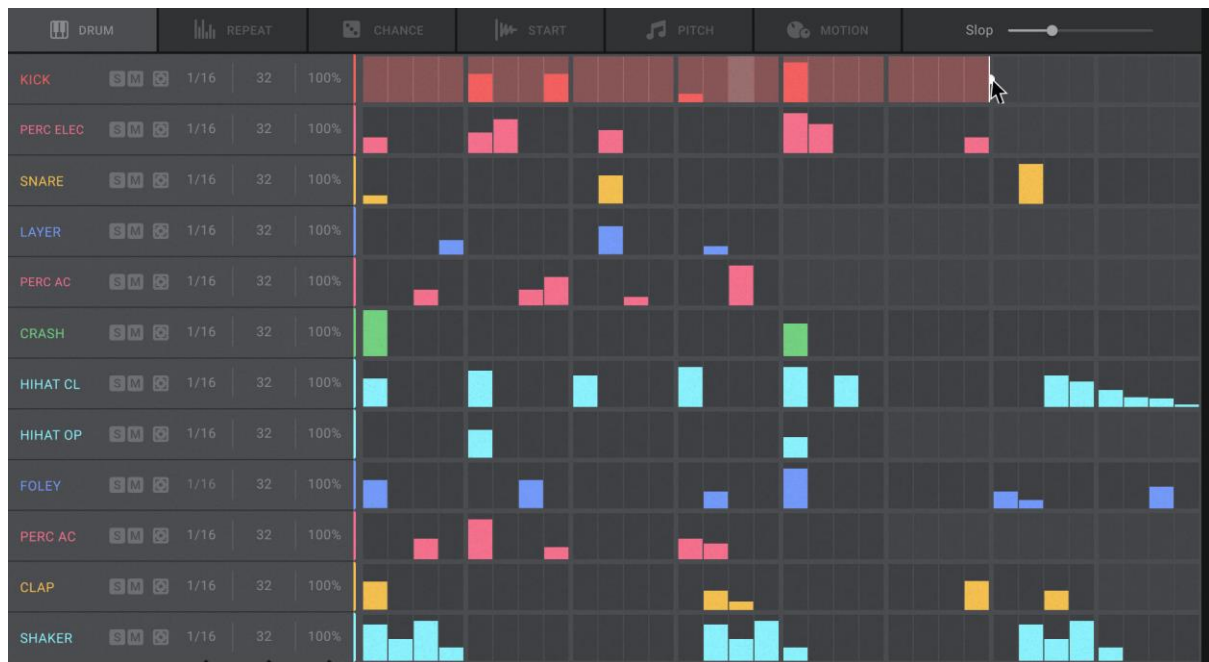 DRUM REPEAT CHANCE START PITCH MOTION Slop
KICK S M 1/16 32 100%
PERC ELEC S M 1/16 32 100%
SNARE S M 1/16 32 100%
LAYER S M 1/16 32 100%
PERC AC S M 1/16 32 100%
CRASH S M 1/16 32 100%
HIHAT CL S M 1/16 32 100%
HIHAT OP S M 1/16 32 100%
FOLEY S M 1/16 32 100%
PERC AC S M 1/16 32 100%
CLAP S M 1/16 32 100%
SHAKER S M 1/16 32 100%